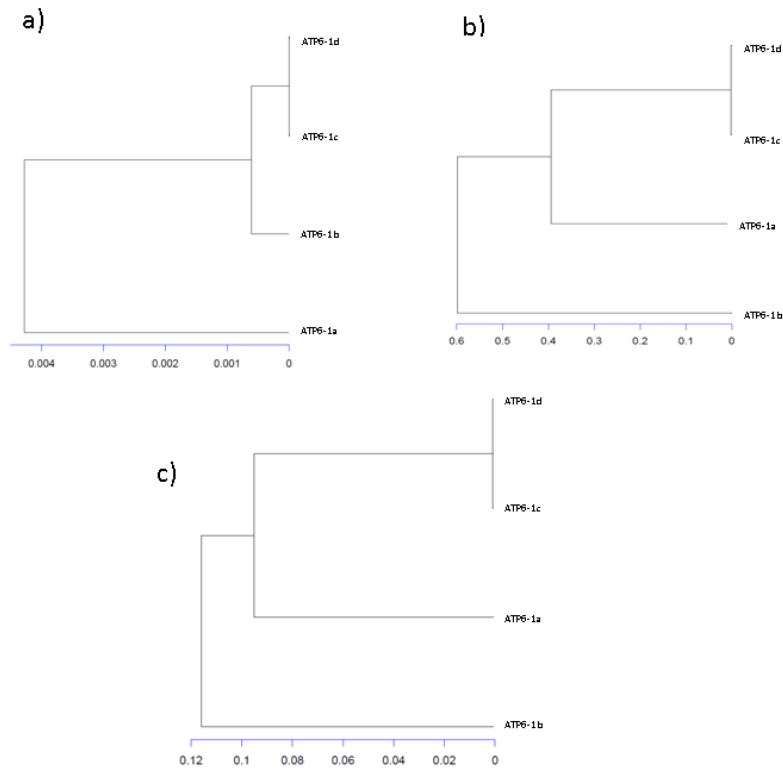 a)
ATP6-1d
ATP6-1c
ATP6-1b
ATP6-1a
0.004 0.003 0.002 0.001 0
b)
ATP6-1d
ATP6-1c
ATP6-1a
ATP6-1b
0.6 0.5 0.4 0.3 0.2 0.1 0
c)
ATP6-1d
ATP6-1c
ATP6-1a
ATP6-1b
0.12 0.1 0.08 0.06 0.04 0.02 0